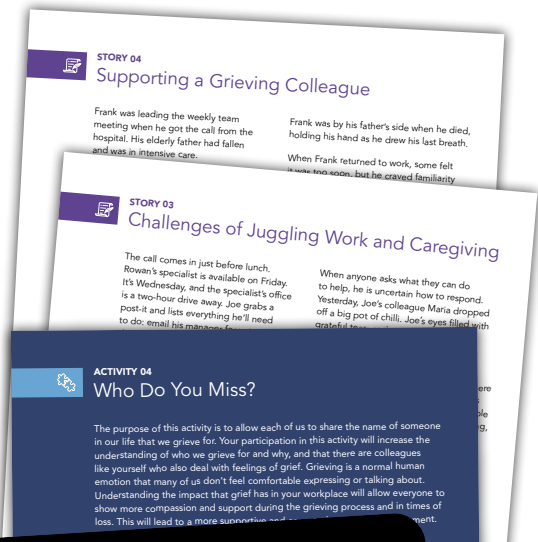 STORY 04
Supporting a Grieving Colleague
Frank was leading the weekly team
meeting when he got the call from the
hospital. His elderly father had fallen
and was in intensive care.
Frank was by his father's side when he died,
holding his hand as he drew his last breath.
When Frank returned to work, some felt
it was too soon, but he craved familiarity
STORY 03
Challenges of Juggling Work and Caregiving
The call comes in just before lunch.
Rowan's specialist is available on Friday.
It's Wednesday, and the specialist's office
is a two-hour drive away. Joe grabs a
post-it and lists everything he'll need
to do: email his manager
When anyone asks what they can do
to help, he is uncertain how to respond.
Yesterday, Joe's colleague Maria dropped
off a big pot of chilli. Joe's eyes filled with
grateful
ACTIVITY 04
Who Do You Miss?
The purpose of this activity is to allow each of us to share the name of someone
in our life that we grieve for. Your participation in this activity will increase the
understanding of who we grieve for and why, and that there are colleagues
like yourself who also deal with feelings of grief. Grieving is a normal human
emotion that many of us don't feel comfortable expressing or talking about.
Understanding the impact that grief has in your workplace will allow everyone to
show more compassion and support during the grieving process and in times of
loss. This will lead to a more supportive and